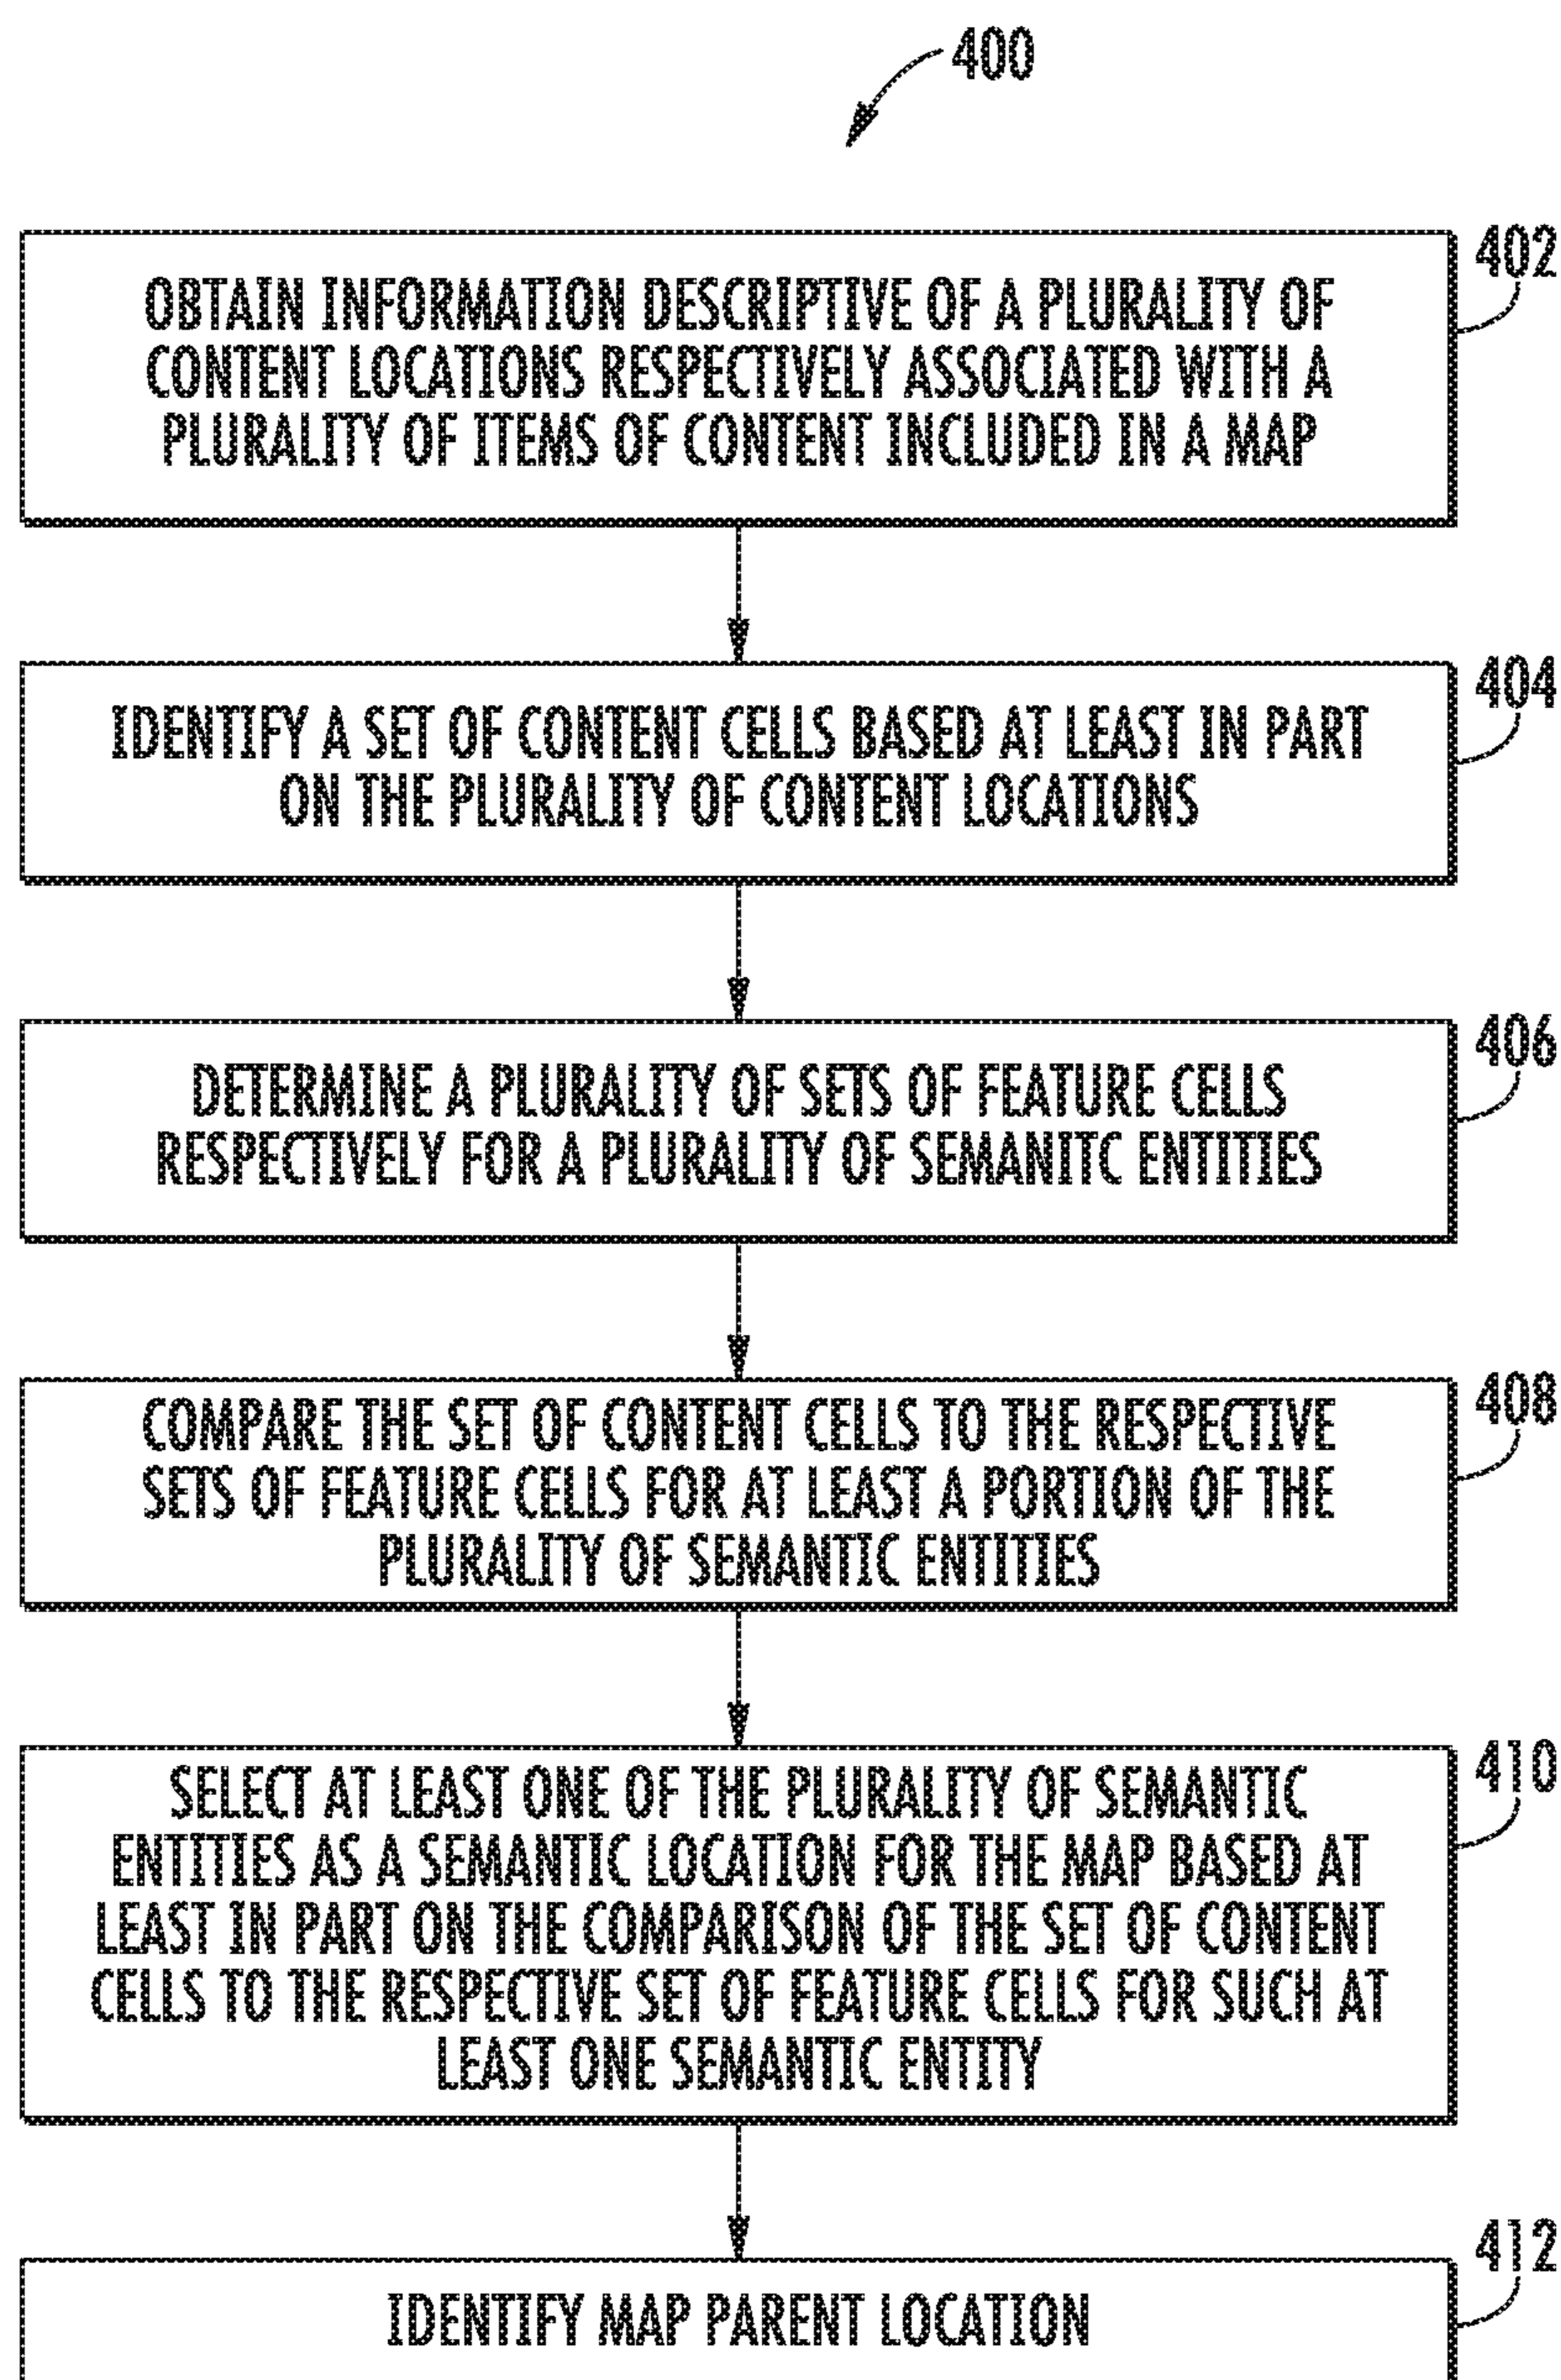 400
402
OBTAIN INFORMATION DESCRIPTIVE OF A PLURALITY OF
CONTENT LOCATIONS RESPECTIVELY ASSOCIATED WITH A
PLURALITY OF ITEMS OF CONTENT INCLUDED IN A MAP
404
IDENTIFY A SET OF CONTENT CELLS BASED AT LEAST IN PART
ON THE PLURALITY OF CONTENT LOCATIONS
406
DETERMINE A PLURALITY OF SETS OF FEATURE CELLS
RESPECTIVELY FOR A PLURALITY OF SEMANITC ENTITIES
408
COMPARE THE SET OF CONTENT CELLS TO THE RESPECTIVE
SETS OF FEATURE CELLS FOR AT LEAST A PORTION OF THE
PLURALITY OF SEMANTIC ENTITIES
410
SELECT AT LEAST ONE OF THE PLURALITY OF SEMANTIC
ENTITIES AS A SEMANTIC LOCATION FOR THE MAP BASED AT
LEAST IN PART ON THE COMPARISON OF THE SET OF CONTENT
CELLS TO THE RESPECTIVE SET OF FEATURE CELLS FOR SUCH AT
LEAST ONE SEMANTIC ENTITY
412
IDENTIFY MAP PARENT LOCATION